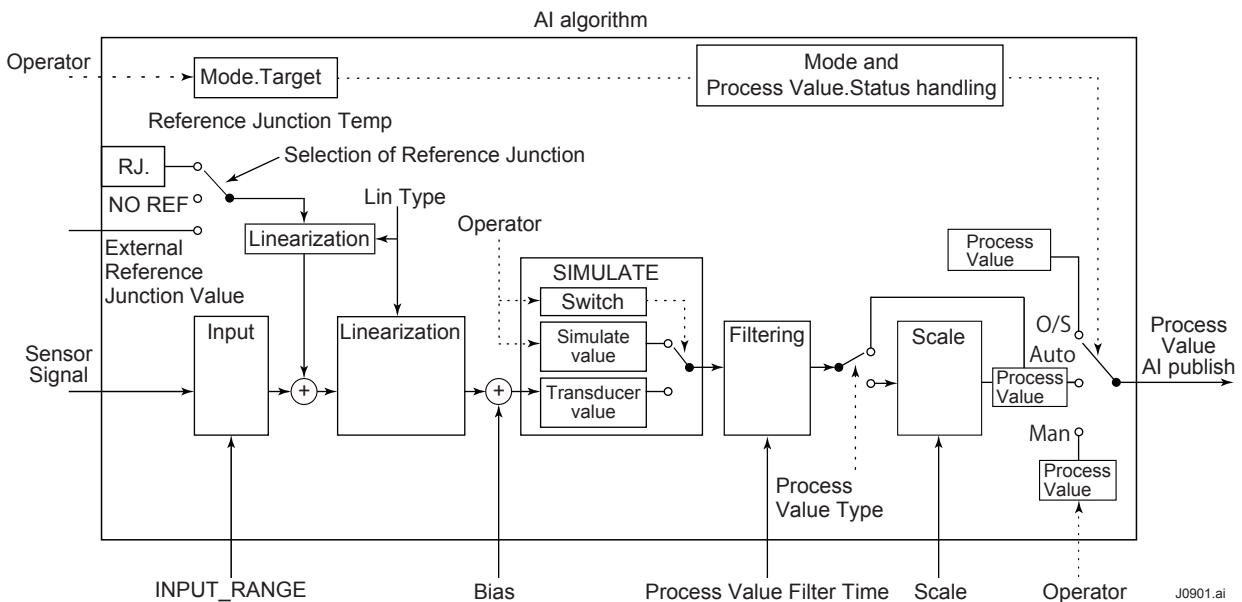 AI algorithm
Operator
Mode.Target
Mode and
Process Value.Status handling
Reference Junction Temp
RJ.
Selection of Reference Junction
NO REF
Lin Type
Operator
Linearization
External
Reference
Junction Value
SIMULATE
Switch
Process
Value
Sensor
Signal
Input
Linearization
Simulate
value
Transducer
value
Filtering
Scale
O/S
Auto
Process
Value
Process
Value
AI publish
Man
Process
Value
Process
Value Type
INPUT_RANGE
Bias
Process Value Filter Time
Scale
Operator
J0901.ai
+
+